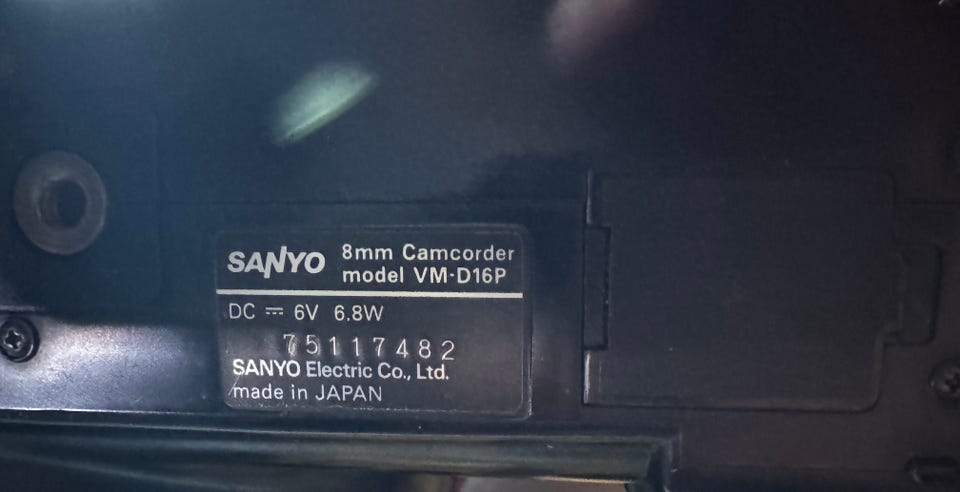 SANYO 8mm Camcorder
model VM-D16P
DC ⎓ 6V 6.8W
75117482
SANYO Electric Co., Ltd.
made in JAPAN